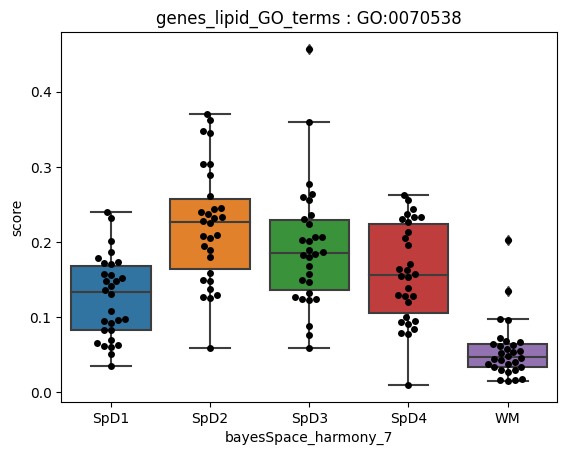 genes_lipid_GO_terms : GO:0070538
score
0.4
0.3
0.2
0.1
0.0
SpD1 SpD2 SpD3 SpD4 WM
bayesSpace_harmony_7